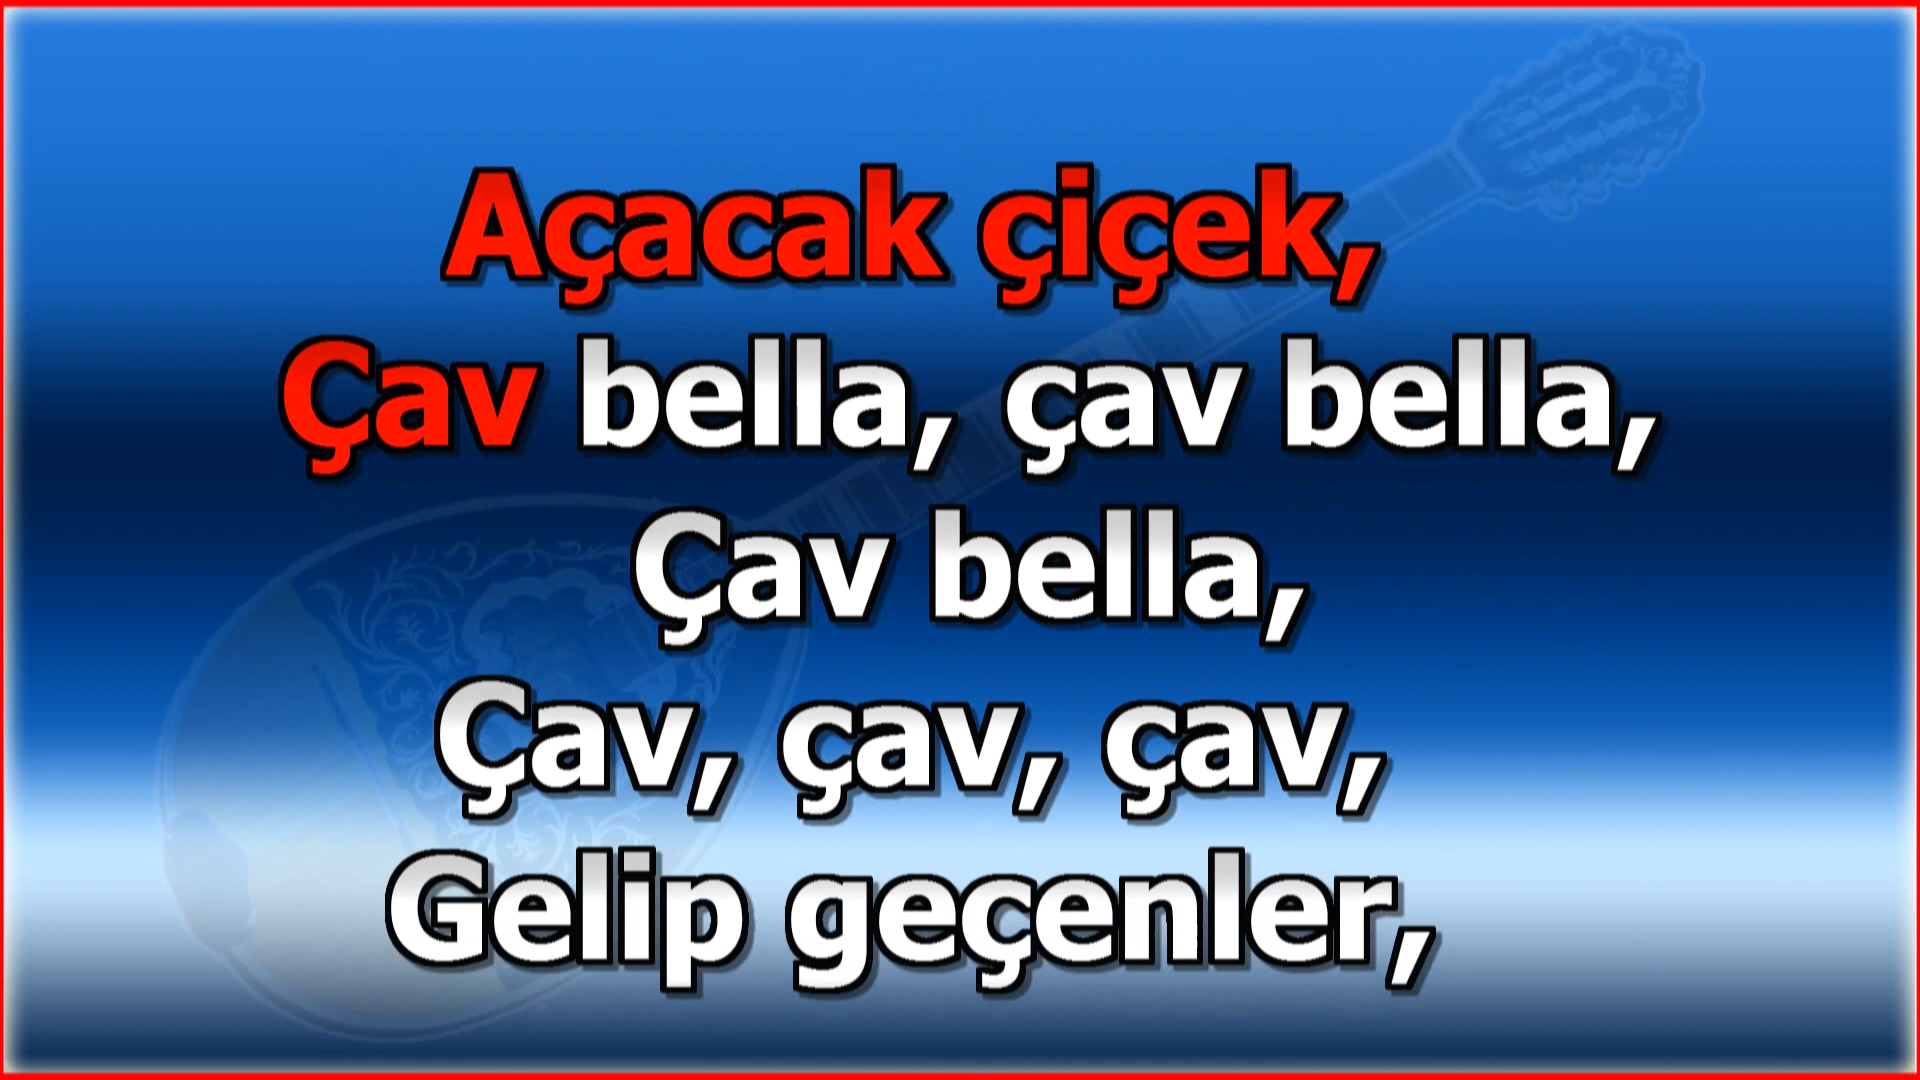 Açacak çiçek,
Çav bella, çav bella,
Çav bella,
Çav, çav, çav,
Gelip geçenler,